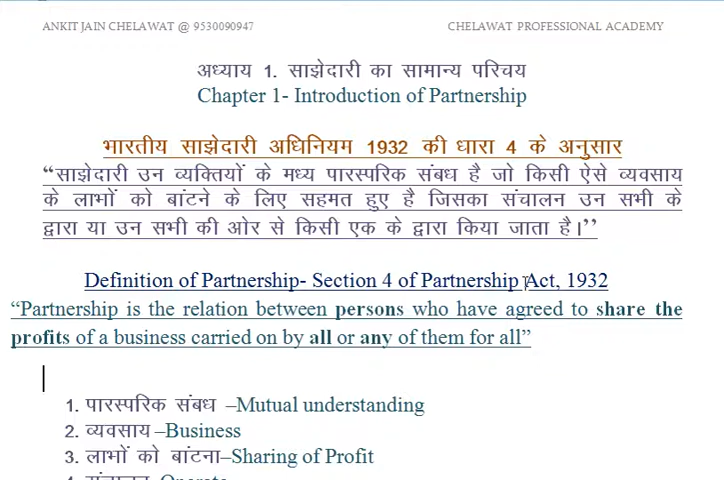 ANKIT JAIN CHELAWAT @ 9530090947 CHELAWAT PROFESSIONAL ACADEMY
अध्याय 1. साझेदारी का सामान्य परिचय
Chapter 1- Introduction of Partnership
भारतीय साझेदारी अधिनियम 1932 की धारा 4 के अनुसार
“साझेदारी उन व्यक्तियों के मध्य पारस्परिक संबध है जो किसी ऐसे व्यवसाय
के लाभों को बांटने के लिए सहमत हुए है जिसका संचालन उन सभी के
द्वारा या उन सभी की ओर से किसी एक के द्वारा किया जाता है।’’
Definition of Partnership- Section 4 of Partnership Act, 1932
“Partnership is the relation between persons who have agreed to share the
profits of a business carried on by all or any of them for all”
1. पारस्परिक संबध –Mutual understanding
2. व्यवसाय –Business
3. लाभों को बांटना–Sharing of Profit
4. संचालन–Operate